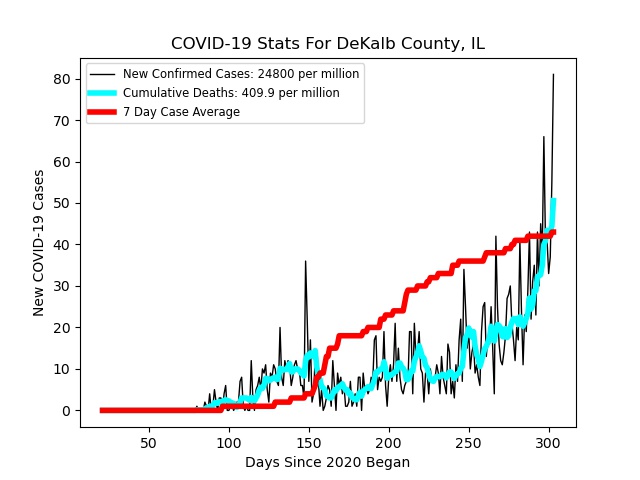 COVID-19 Stats For DeKalb County, IL
New Confirmed Cases: 24800 per million
Cumulative Deaths: 409.9 per million
7 Day Case Average
80
70
60
50
40
30
20
10
0
New COVID-19 Cases
50 100 150 200 250 300
Days Since 2020 Began